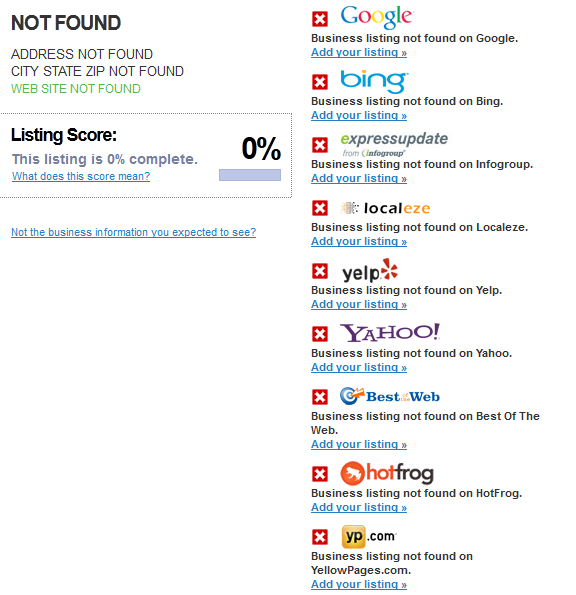 NOT FOUND
ADDRESS NOT FOUND
CITY STATE ZIP NOT FOUND
WEB SITE NOT FOUND
Listing Score:
0%
This listing is 0% complete.
What does this score mean?
Not the business information you expected to see?
Google
Business listing not found on Google.
Add your listing »
bing
Business listing not found on Bing.
Add your listing »
expressupdate
from infogroup
Business listing not found on Infogroup.
Add your listing »
localeze
Business listing not found on Localeze.
Add your listing »
yelp
Business listing not found on Yelp.
Add your listing »
YAHOO!
Business listing not found on Yahoo.
Add your listing »
Best of the Web
Business listing not found on Best Of The
Web.
Add your listing »
hotfrog
Business listing not found on HotFrog.
Add your listing »
yp.com
Business listing not found on
YellowPages.com.
Add your listing »